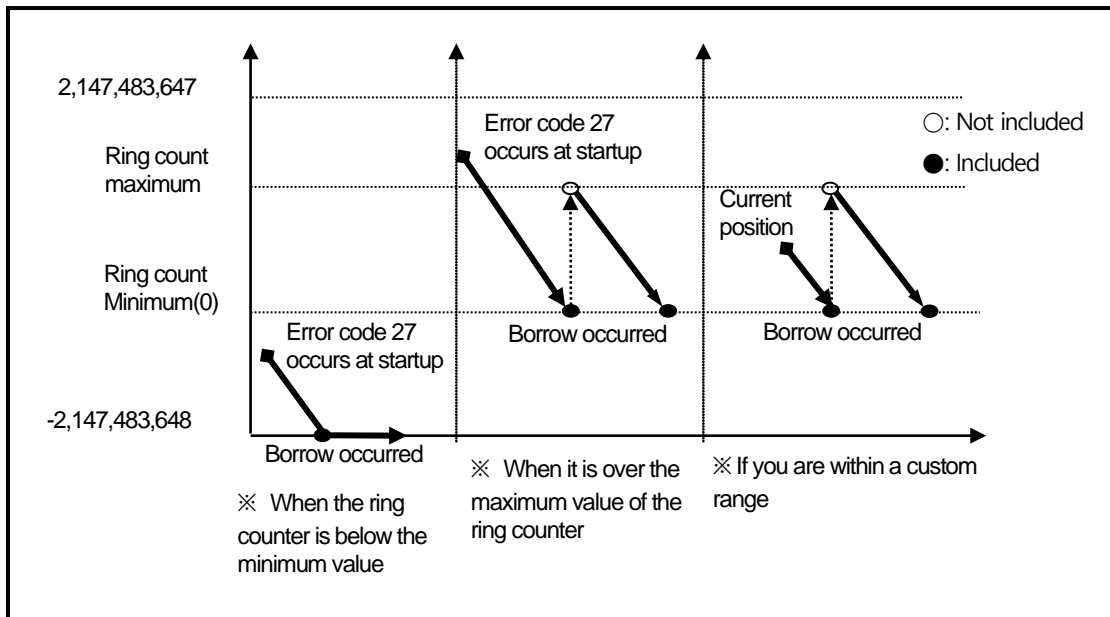 2,147,483,647
Ring count
maximum
Ring count
Minimum(0)
-2,147,483,648
Error code 27
occurs at startup
Borrow occurred
※ When the ring
counter is below the
minimum value
Error code 27
occurs at startup
Borrow occurred
※ When it is over the
maximum value of the
ring counter
Current
position
Borrow occurred
※ If you are within a custom
range
○: Not included
●: Included